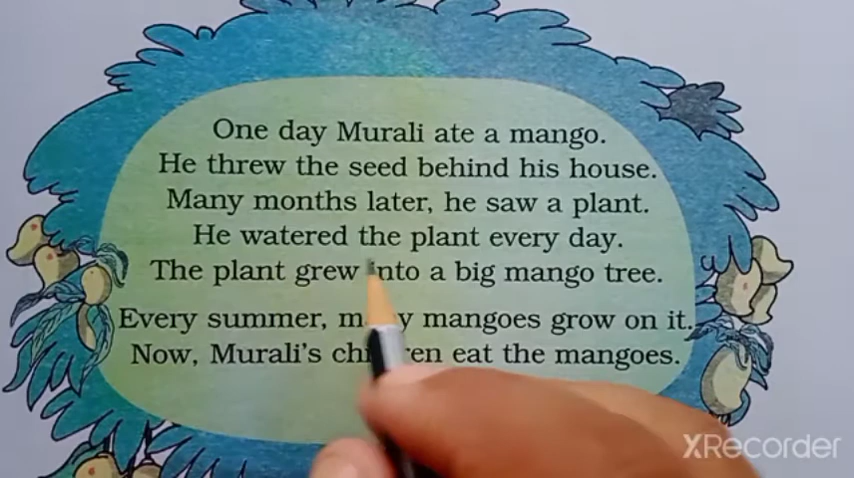 One day Murali ate a mango.
He threw the seed behind his house.
Many months later, he saw a plant.
He watered the plant every day.
The plant grew into a big mango tree.
Every summer, many mangoes grow on it.
Now, Murali's children eat the mangoes.
XRecorder